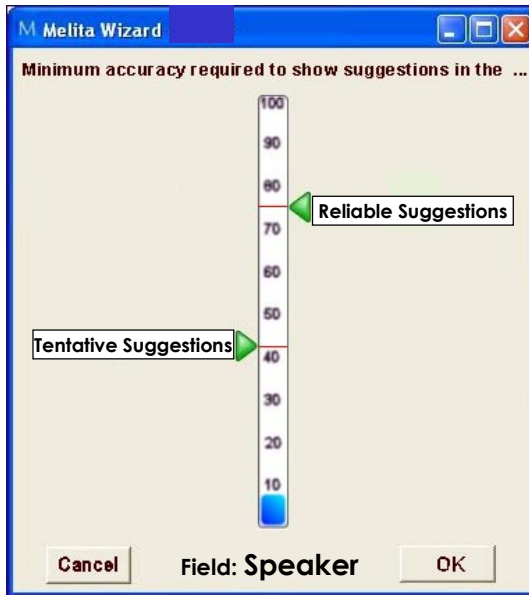 M Melita Wizard
Minimum accuracy required to show suggestions in the ...
100
90
80
Reliable Suggestions
70
60
50
Tentative Suggestions
40
30
20
10
Cancel
Field: Speaker
OK